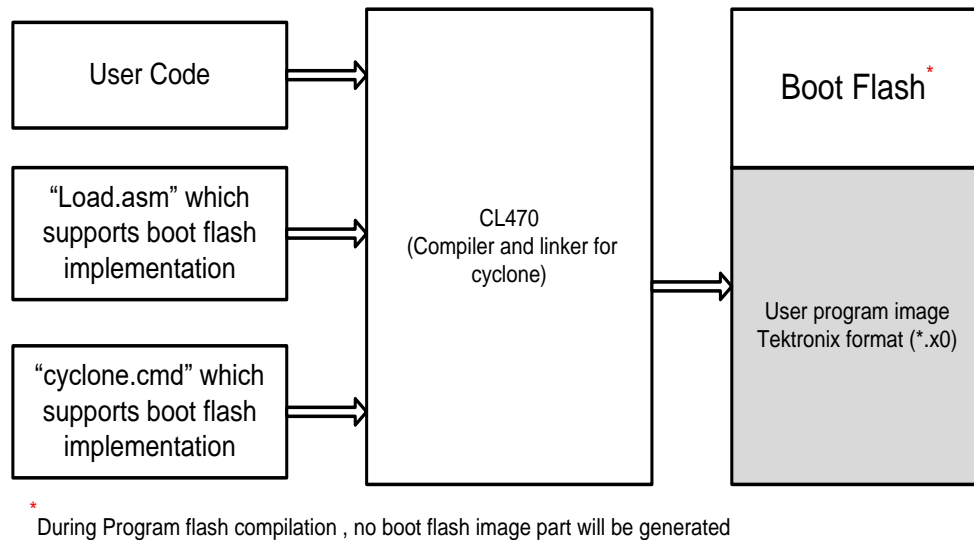 User Code
“Load.asm” which
supports boot flash
implementation
“cyclone.cmd” which
supports boot flash
implementation
CL470
(Compiler and linker for
cyclone)
Boot Flash*
User program image
Tektronix format (*.x0)
*During Program flash compilation , no boot flash image part will be generated